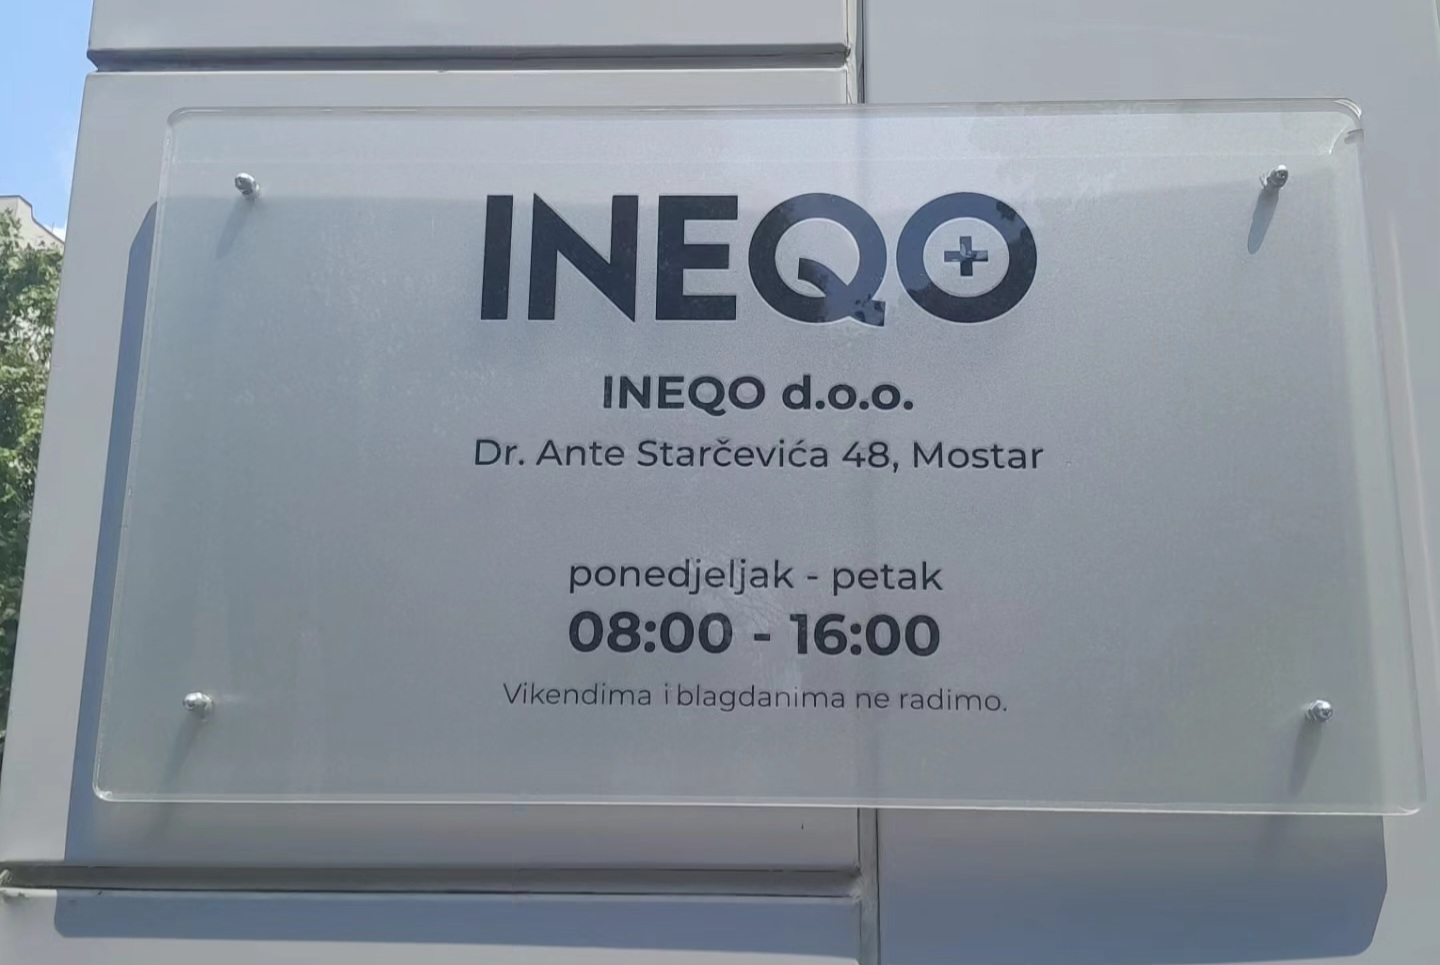 INEQO
INEQO d.o.o.
Dr. Ante Starčevića 48, Mostar
ponedjeljak - petak
08:00 - 16:00
Vikendima i blagdanima ne radimo.